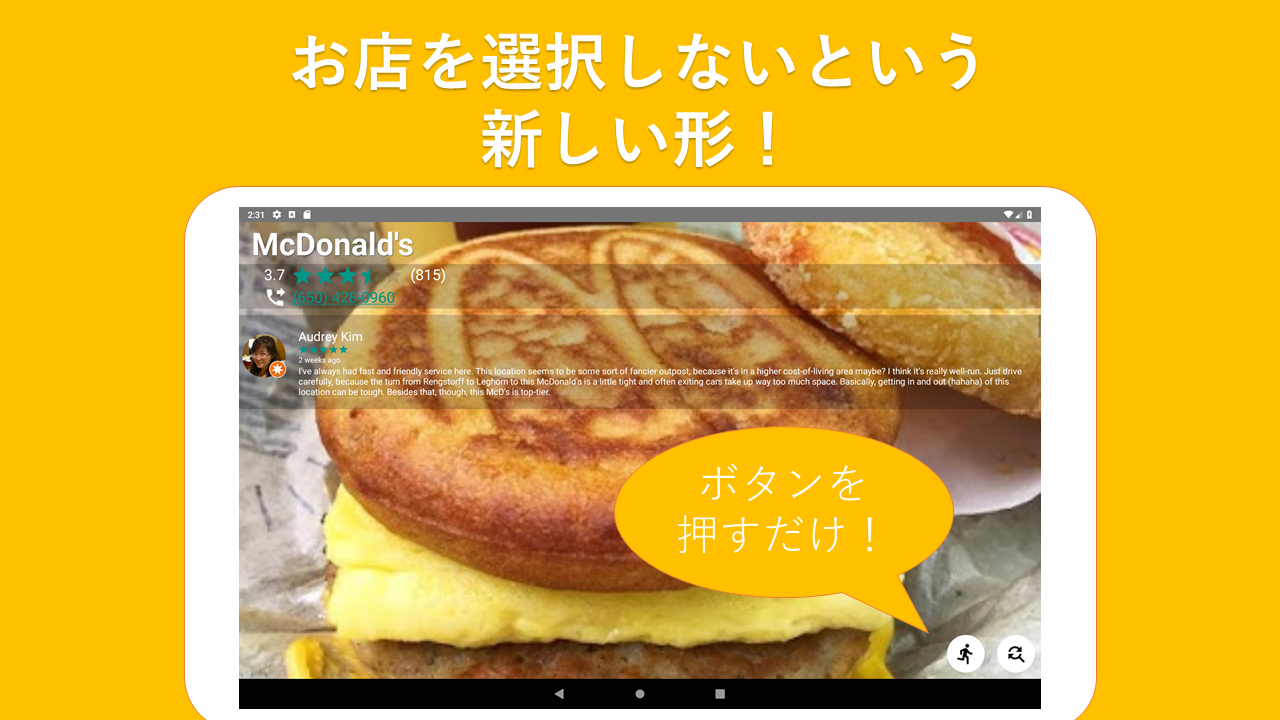 お店を選択しないという
新しい形！
2:31
McDonald's
3.7 (815)
(650) 428-0960
Audrey Kim
2 weeks ago
I've always had fast and friendly service here. This location seems to be some sort of fancier outpost, because it's in a higher cost-of-living area maybe? I think it's really well-run. Just drive
carefully, because the turn from Rengstorff to Leghorn to this McDonald's is a little tight and often exiting cars take up way too much space. Basically, getting in and out (hahaha) of this
location can be tough. Besides that, though, this McD's is top-tier.
ボタンを
押すだけ！